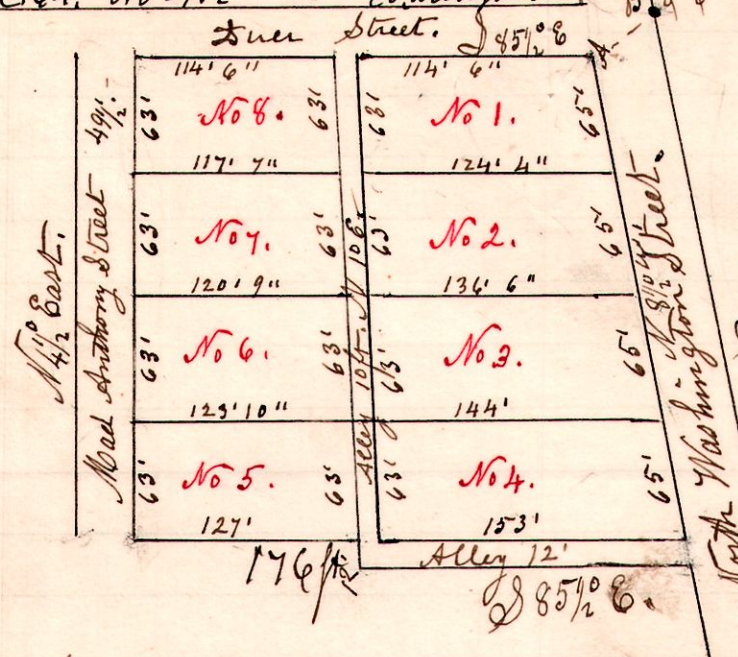 Duer Street. S 85½° E
114' 6"
114' 6"
63'
No 8.
63'
63'
No 1.
65'
117' 7"
124' 4"
63'
No 7.
63'
63'
No 2.
65'
120' 9"
136' 6"
63'
No 6.
63'
63'
No 3.
65'
123' 10"
144'
63'
No 5.
63'
63'
No 4.
65'
127'
153'
176 ft.
12'
Alley 12'
S 85½° E.
N 4½° East.
Mad Anthony Street 49½'
Alley 10 ft.
North Washington Street
A
B